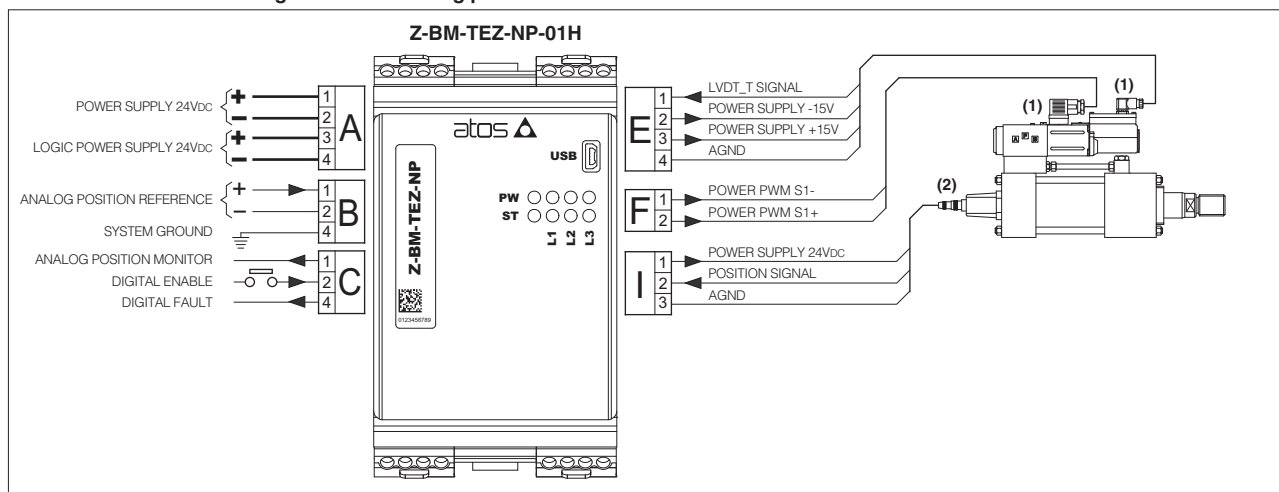 Z-BM-TEZ-NP-01H
POWER SUPPLY 24VDC
LOGIC POWER SUPPLY 24VDC
+
-
+
-
1
2
3
4
A
ANALOG POSITION REFERENCE
+
-
SYSTEM GROUND
1
2
4
B
ANALOG POSITION MONITOR
DIGITAL ENABLE
DIGITAL FAULT
1
2
4
C
atos
USB
PW
ST
L1
L2
L3
Z-BM-TEZ-NP
0123456789
E
1
2
3
4
LVDT_T SIGNAL
POWER SUPPLY -15V
POWER SUPPLY +15V
AGND
F
1
2
POWER PWM S1-
POWER PWM S1+
I
1
2
3
POWER SUPPLY 24VDC
POSITION SIGNAL
AGND
(1)
(1)
A P B
(2)